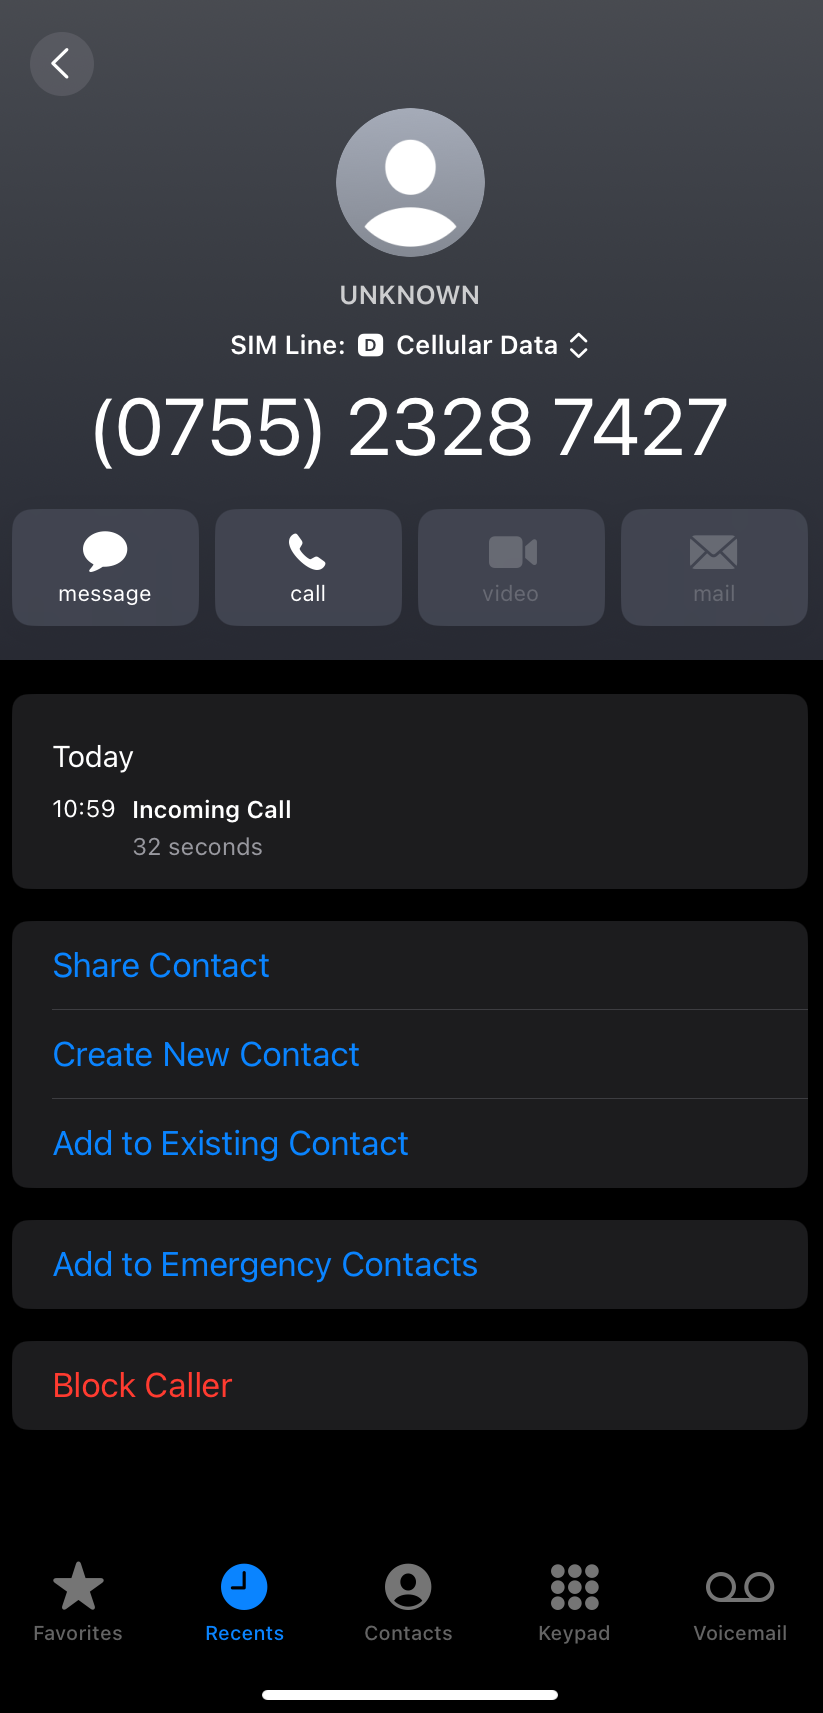 UNKNOWN
SIM Line: D Cellular Data
(0755) 2328 7427
message call video mail
Today
10:59 Incoming Call
32 seconds
Share Contact
Create New Contact
Add to Existing Contact
Add to Emergency Contacts
Block Caller
Favorites Recents Contacts Keypad Voicemail